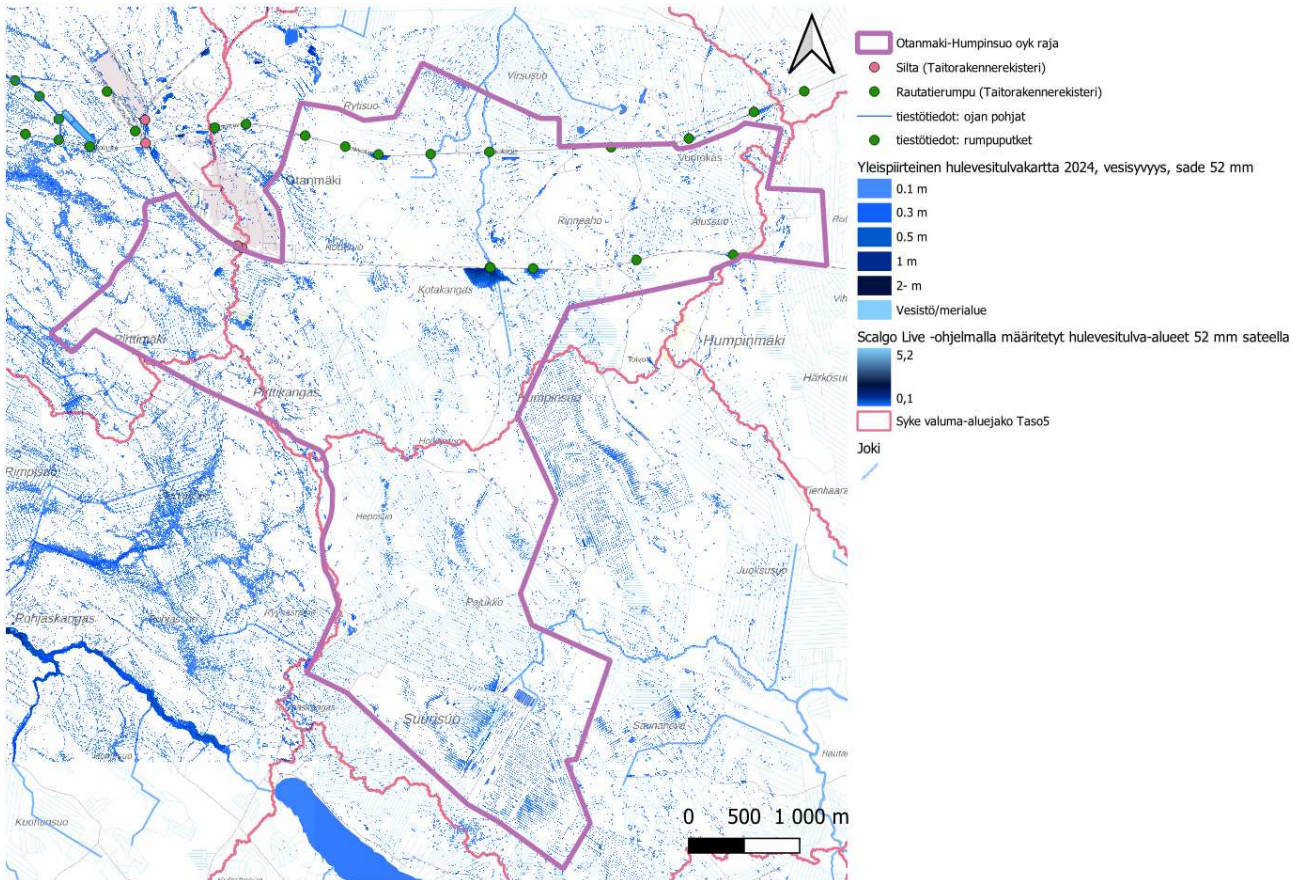 Otanmaki-Humpinsuo oyk raja
Silta (Taitorakennerekisteri)
Rautatierumpu (Taitorakennerekisteri)
tiestötiedot: ojan pohjat
tiestötiedot: rumpuputket
Yleispiirteinen hulevesitulvakartta 2024, vesisyvyys, sade 52 mm
0.1 m
0.3 m
0.5 m
1 m
2- m
Vesistö/merialue
Scalgo Live -ohjelmalla määritetyt hulevesitulva-alueet 52 mm sateella
5,2
0,1
Syke valuma-aluejako Taso5
Joki
Virsusuo
Rytisuo
Vuorokas
Otanmäki
Rinneaho
Alussuo
Kotakangas
Pirttimäki
Humpinmäki
Toivola
Härkösuo
Pirttikangas
Humpinsuo
Rimpisuo
Heposuo
Juoksusuo
Pajukko
Pohjaskangas
Pohjassuo
Suurisuo
Saunaneva
Kuohunsuo
0 500 1 000 m